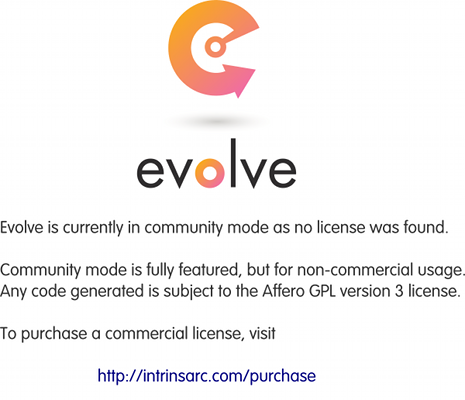 evolve
Evolve is currently in community mode as no license was found.
Community mode is fully featured, but for non-commercial usage.
Any code generated is subject to the Affero GPL version 3 license.
To purchase a commercial license, visit
http://intrinsarc.com/purchase